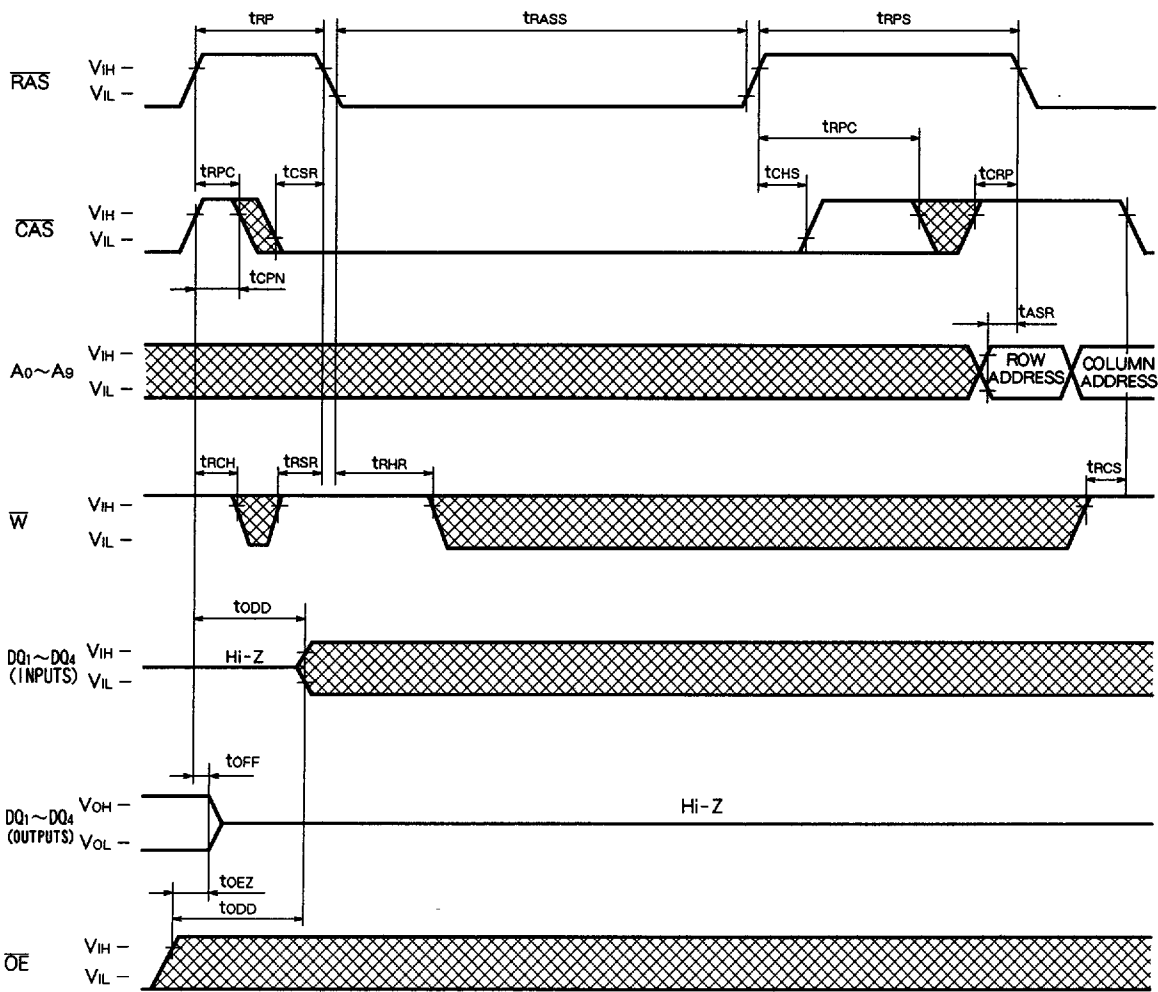 tRP tRASS tRPS
RAS VIH –
VIL –
tRPC
tRPC tCSR tCHS tCRP
CAS VIH –
VIL –
tCPN
tASR
A0~A9 VIH –
VIL –
ROW ADDRESS
COLUMN ADDRESS
tRCH tRSR tRHR tRCS
W VIH –
VIL –
tODD
DQ1~DQ4 (INPUTS) VIH –
VIL –
Hi-Z
tOFF
DQ1~DQ4 (OUTPUTS) VOH –
VOL –
Hi-Z
tOEZ
tODD
OE VIH –
VIL –